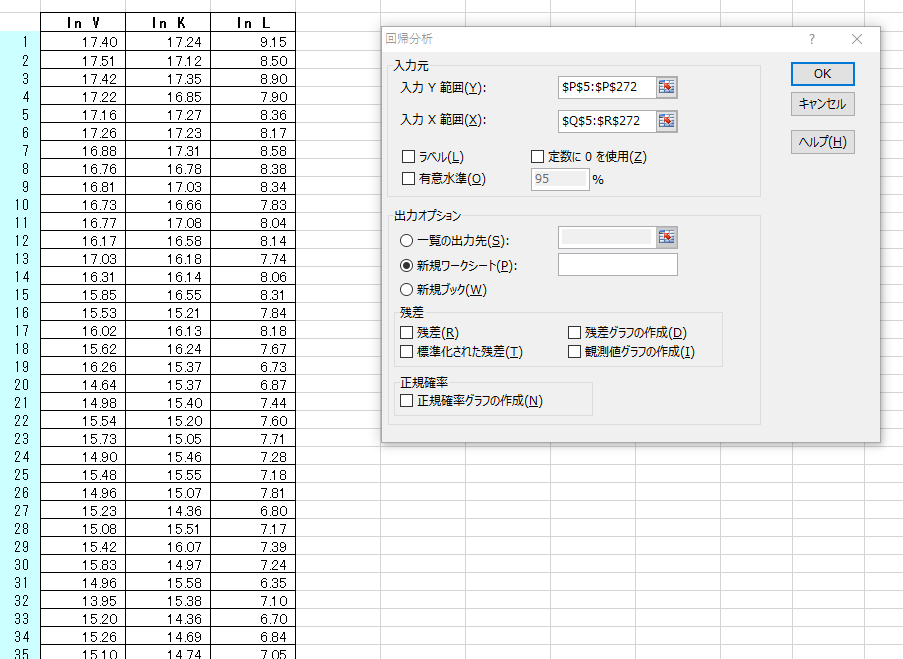 ln V ln K ln L
1 17.40 17.24 9.15
2 17.51 17.12 8.50
3 17.42 17.35 8.90
4 17.22 16.85 7.90
5 17.16 17.27 8.36
6 17.26 17.23 8.17
7 16.88 17.31 8.58
8 16.76 16.78 8.38
9 16.81 17.03 8.34
10 16.73 16.66 7.83
11 16.77 17.08 8.04
12 16.17 16.58 8.14
13 17.03 16.18 7.74
14 16.31 16.14 8.06
15 15.85 16.55 8.31
16 15.53 15.21 7.84
17 16.02 16.13 8.18
18 15.62 16.24 7.67
19 16.26 15.37 6.73
20 14.64 15.37 6.87
21 14.98 15.40 7.44
22 15.54 15.20 7.60
23 15.73 15.05 7.71
24 14.90 15.46 7.28
25 15.48 15.55 7.18
26 14.96 15.07 7.81
27 15.23 14.36 6.80
28 15.08 15.51 7.17
29 15.42 16.07 7.39
30 15.83 14.97 7.24
31 14.96 15.58 6.35
32 13.95 15.38 7.10
33 15.20 14.36 6.70
34 15.26 14.69 6.84
35 15.10 14.74 7.05
回帰分析 ?
入力元
入力 Y 範囲(Y): $P$5:$P$272
入力 X 範囲(X): $Q$5:$R$272
ラベル(L) 定数に 0 を使用(Z)
有意水準(O) 95 %
OK
キャンセル
ヘルプ(H)
出力オプション
一覧の出力先(S):
新規ワークシート(P):
新規ブック(W)
残差
残差(R) 残差グラフの作成(D)
標準化された残差(T) 観測値グラフの作成(I)
正規確率
正規確率グラフの作成(N)